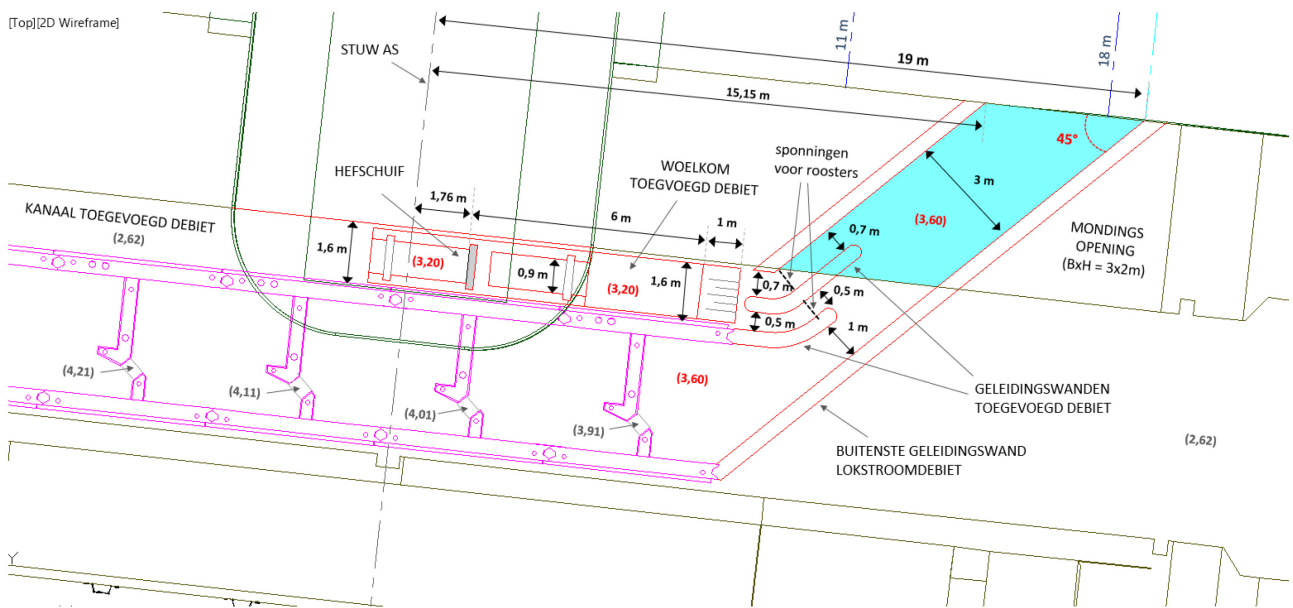 [Top][2D Wireframe]
STUW AS
11 m
18 m
19 m
15,15 m
45°
sponningen
voor roosters
WOELKOM
TOEGVOEGD DEBIET
HEFSCHUIF
3 m
1,76 m
6 m
1 m
KANAAL TOEGEVOEGD DEBIET
(2,62)
(3,60)
MONDINGS
OPENING
(BxH = 3x2m)
0,7 m
1,6 m
(3,20)
0,9 m
(3,20)
1,6 m
0,7 m
0,5 m
0,5 m
1 m
(4,21)
(4,11)
(4,01)
(3,91)
(3,60)
GELEIDINGSWANDEN
TOEGEVOEGD DEBIET
(2,62)
BUITENSTE GELEIDINGSWAND
LOKSTROOMDEBIET
Y